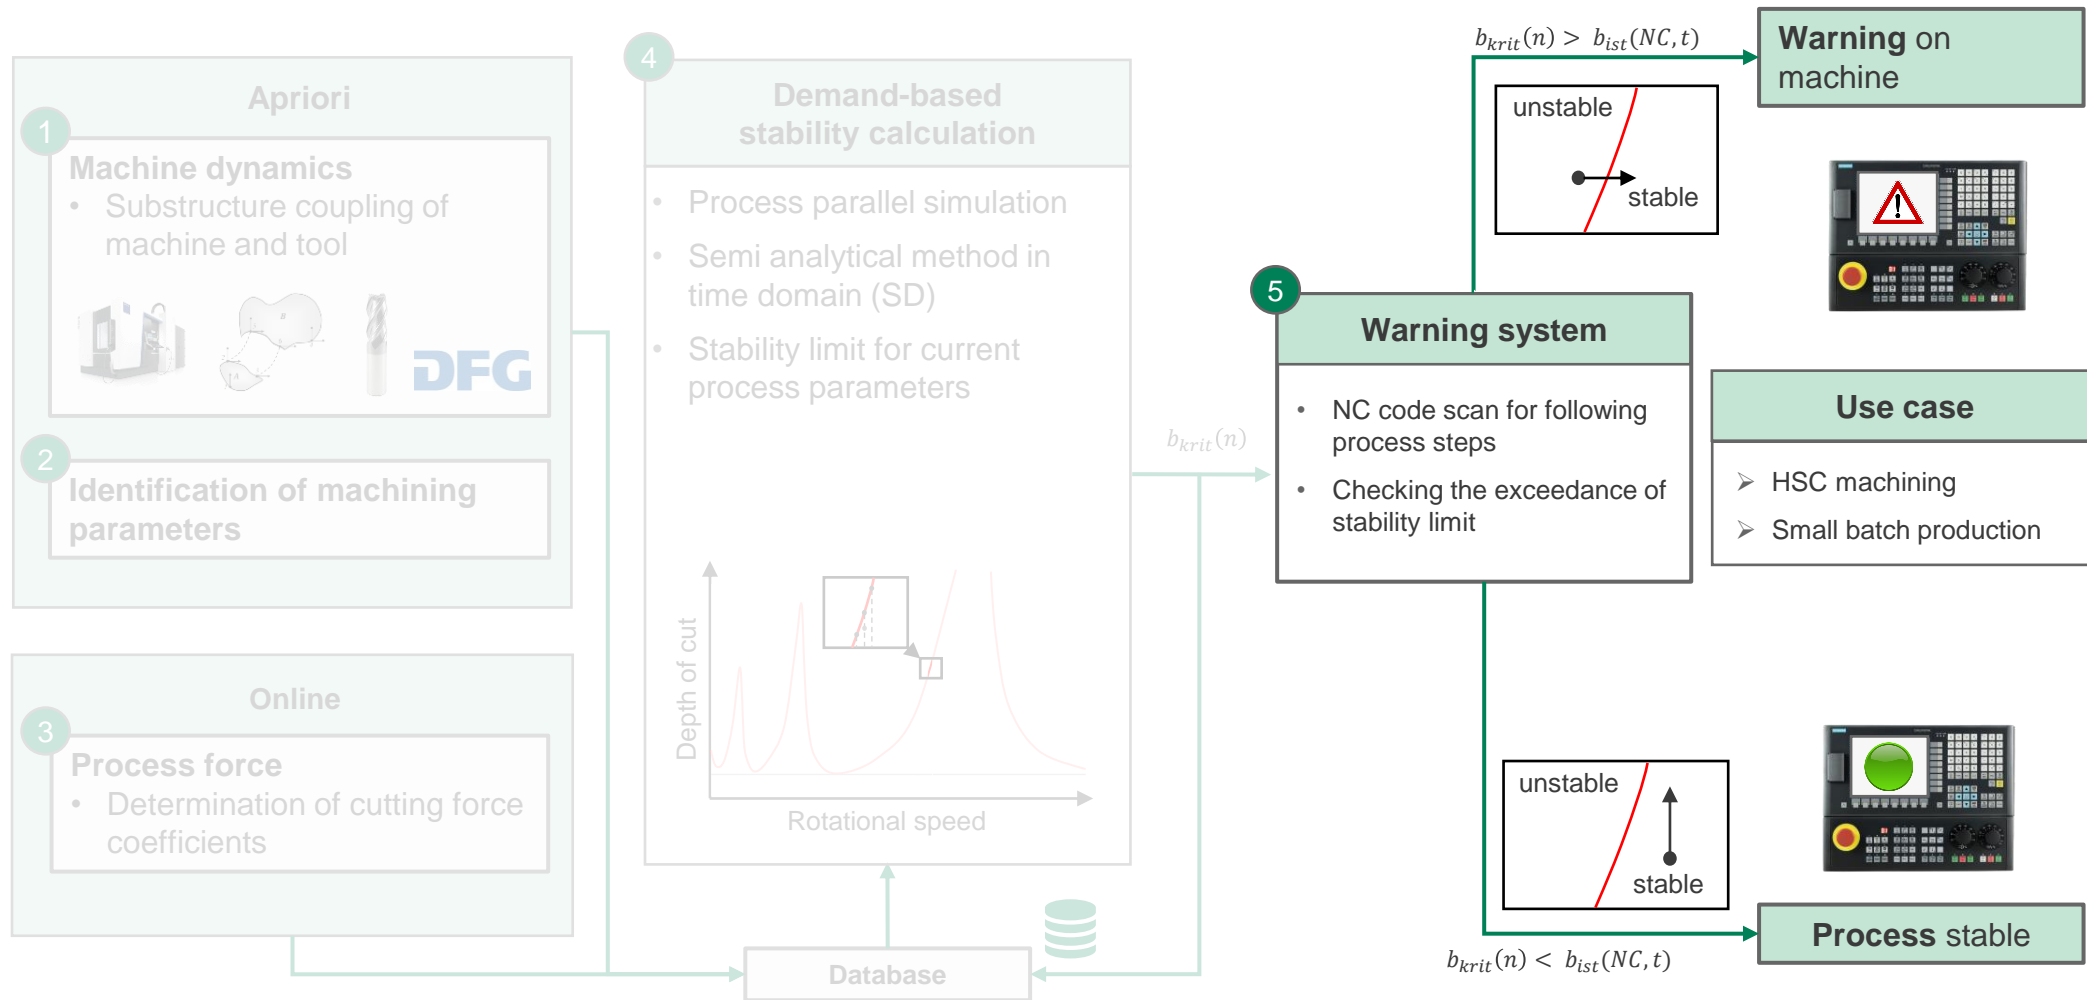 Apriori
1
Machine dynamics
• Substructure coupling of
machine and tool
DFG
2
Identification of machining
parameters
Online
3
Process force
• Determination of cutting force
coefficients
4
Demand-based
stability calculation
• Process parallel simulation
• Semi analytical method in
time domain (SD)
• Stability limit for current
process parameters
Depth of cut
Rotational speed
Database
b_krit(n)
5
Warning system
• NC code scan for following
process steps
• Checking the exceedance of
stability limit
b_krit(n) > b_ist(NC,t)
unstable
stable
Warning on
machine
!
Use case
➢ HSC machining
➢ Small batch production
unstable
stable
b_krit(n) < b_ist(NC,t)
Process stable